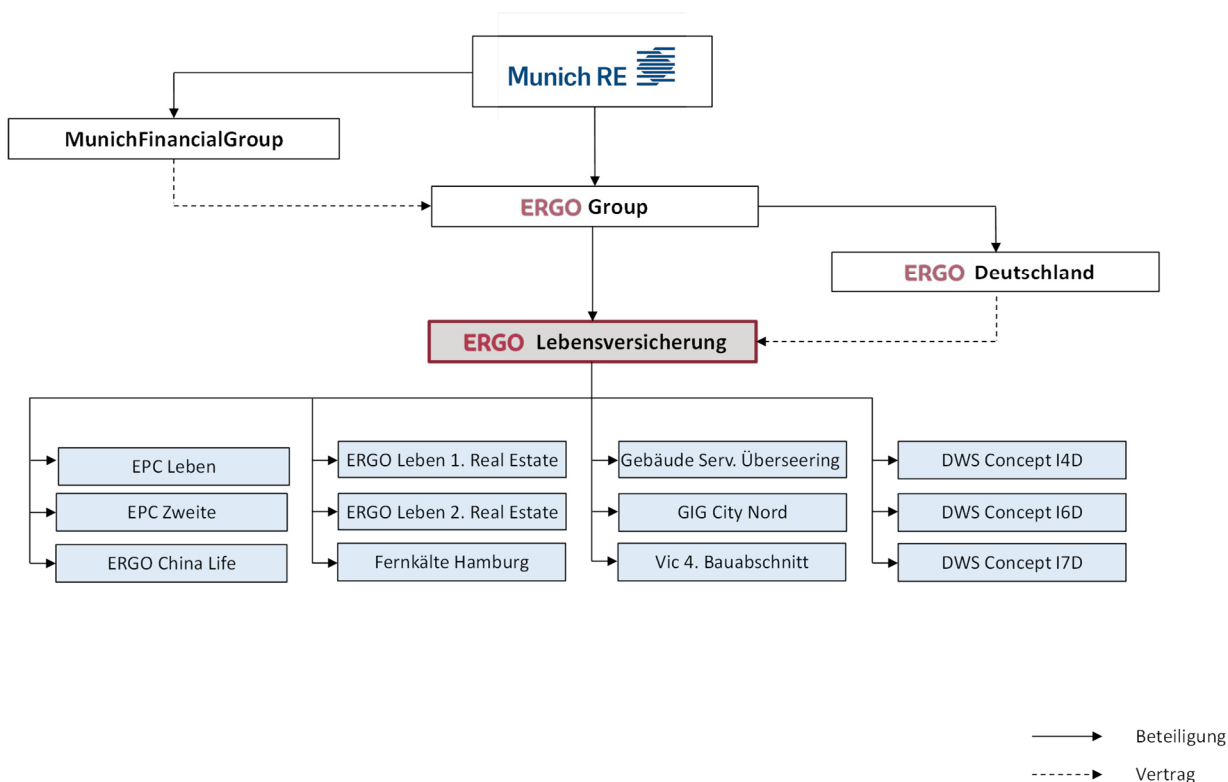 Munich RE
MunichFinancialGroup
ERGO Group
ERGO Deutschland
ERGO Lebensversicherung
EPC Leben
ERGO Leben 1. Real Estate
Gebäude Serv. Überseering
DWS Concept I4D
EPC Zweite
ERGO Leben 2. Real Estate
GIG City Nord
DWS Concept I6D
ERGO China Life
Fernkälte Hamburg
Vic 4. Bauabschnitt
DWS Concept I7D
Beteiligung
Vertrag